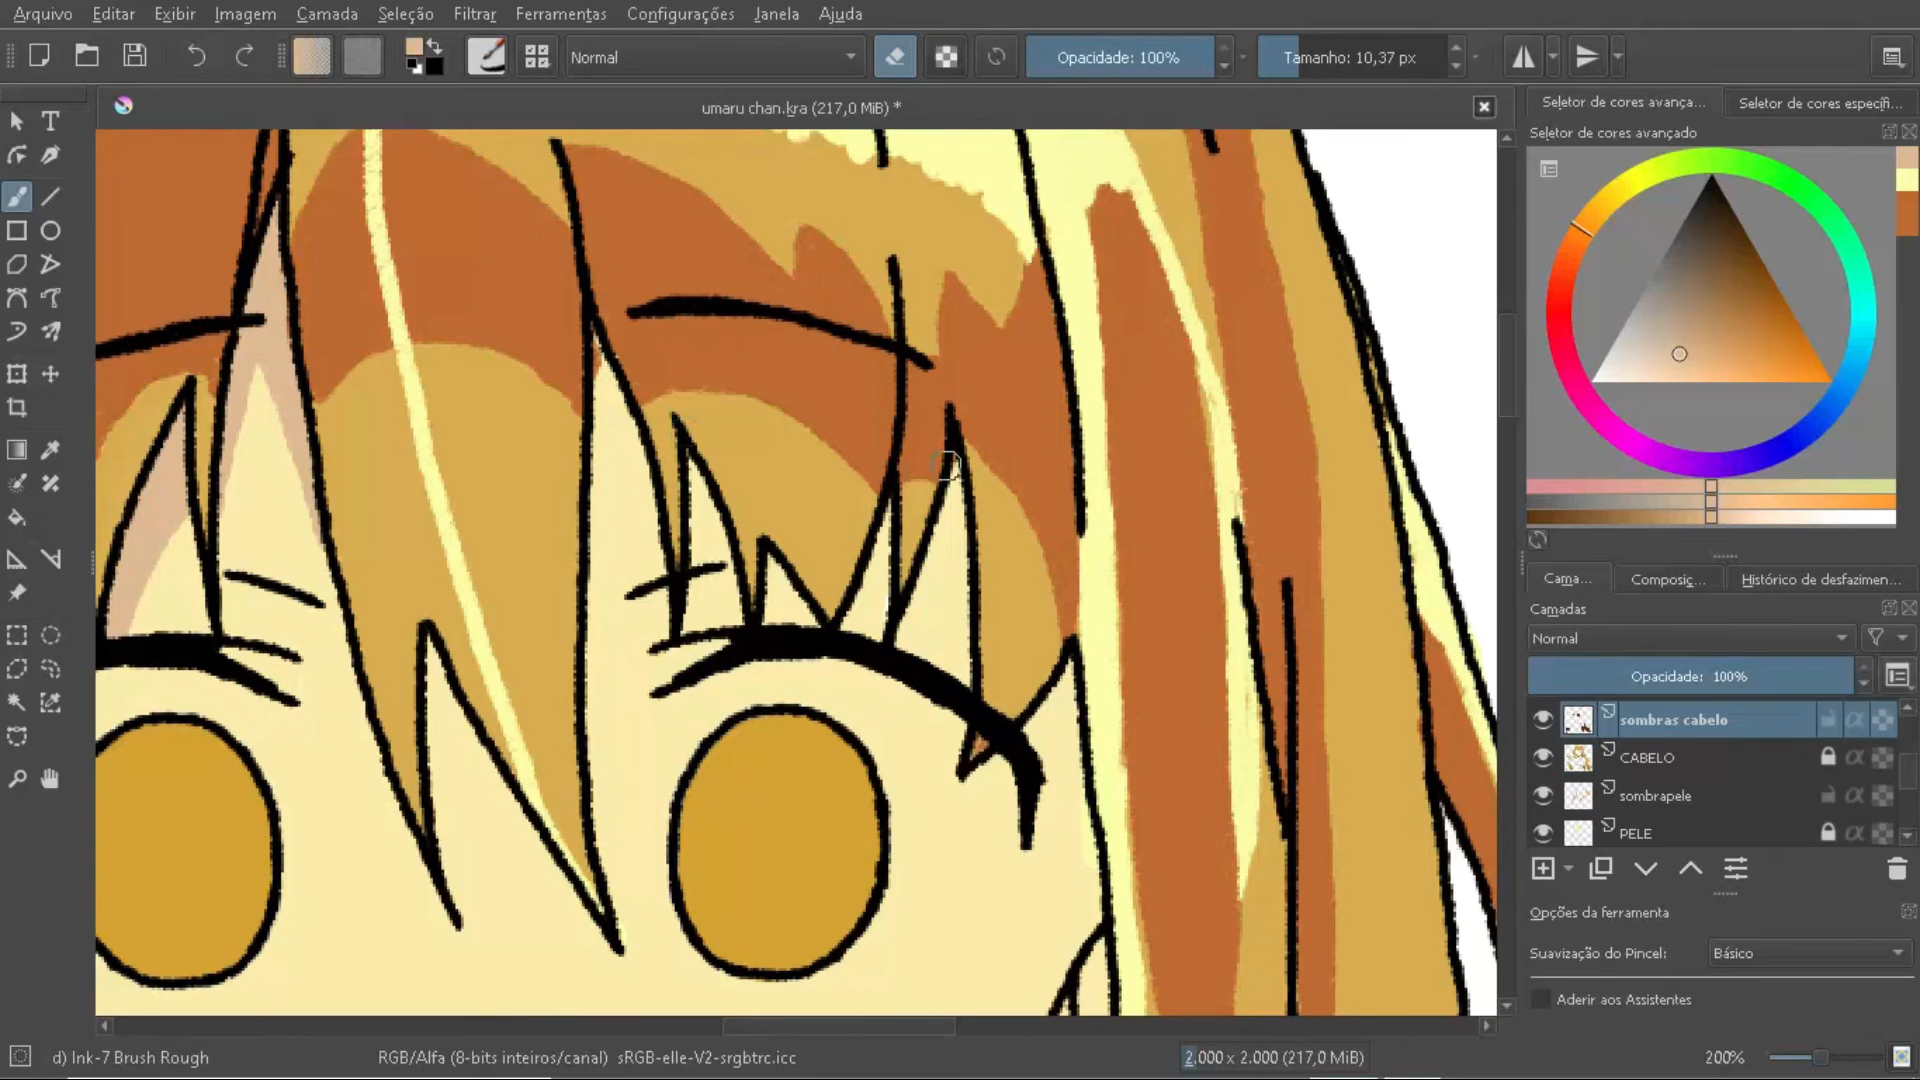 Arquivo Editar Exibir Imagem Camada Seleção Filtrar Ferramentas Configurações Janela Ajuda
Normal Opacidade: 100% Tamanho: 10,37 px
umaru chan.kra (217,0 MiB) *
Seletor de cores avança... Seletor de cores específi...
Seletor de cores avançado
Cama... Composiç... Histórico de desfazimen...
Camadas
Normal
Opacidade: 100%
sombras cabelo
CABELO
sombrapele
PELE
Opções da ferramenta
Suavização do Pincel: Básico
Aderir aos Assistentes
d) Ink-7 Brush Rough RGB/Alfa (8-bits inteiros/canal) sRGB-elle-V2-srgbtrc.icc 2.000 x 2.000 (217,0 MiB) 200%